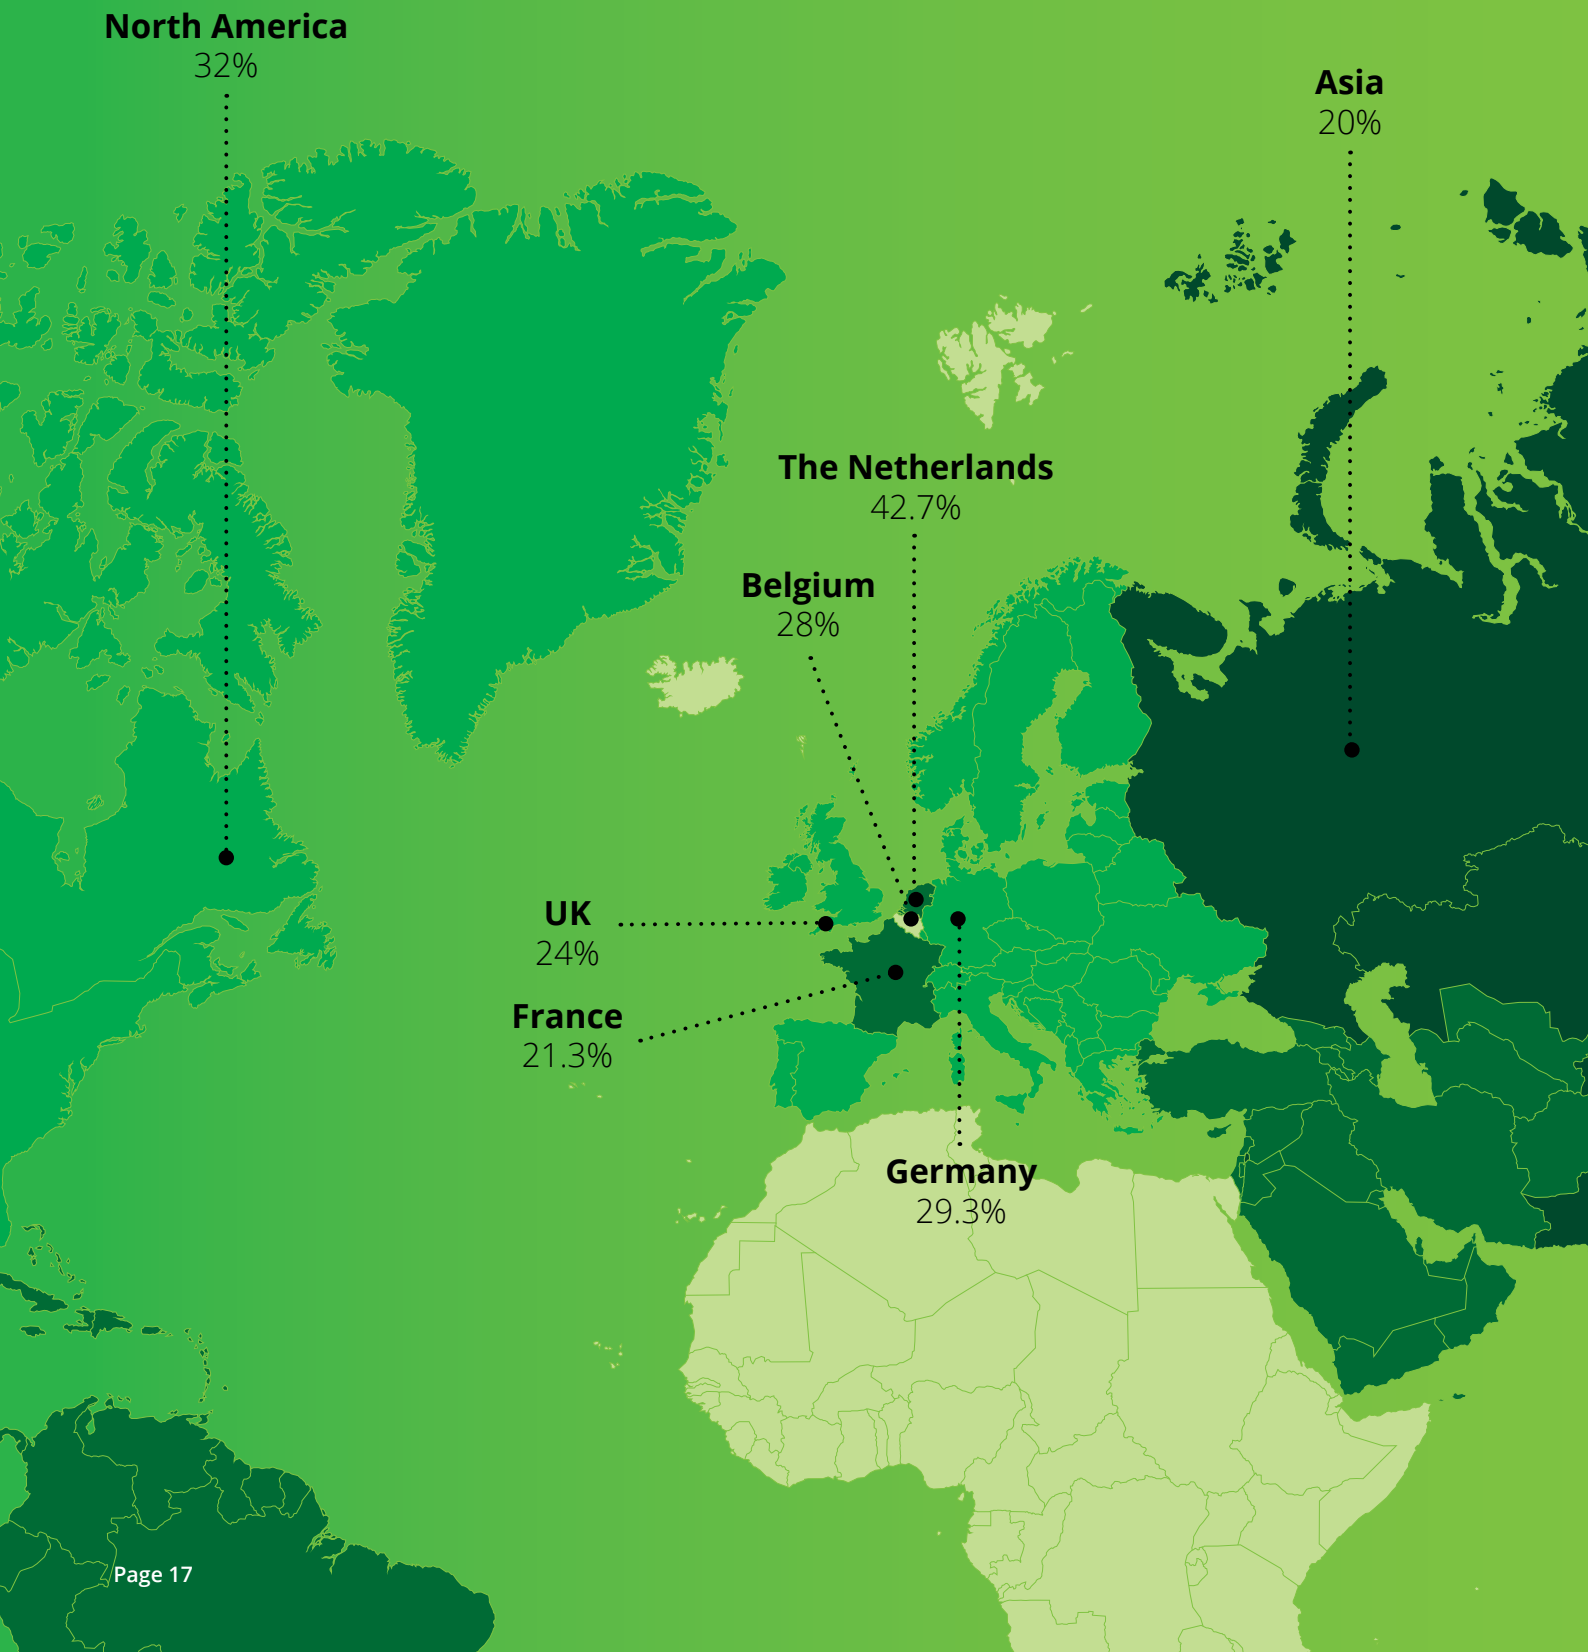 North America
32%
Asia
20%
The Netherlands
42.7%
Belgium
28%
UK
24%
France
21.3%
Germany
29.3%
Page 17